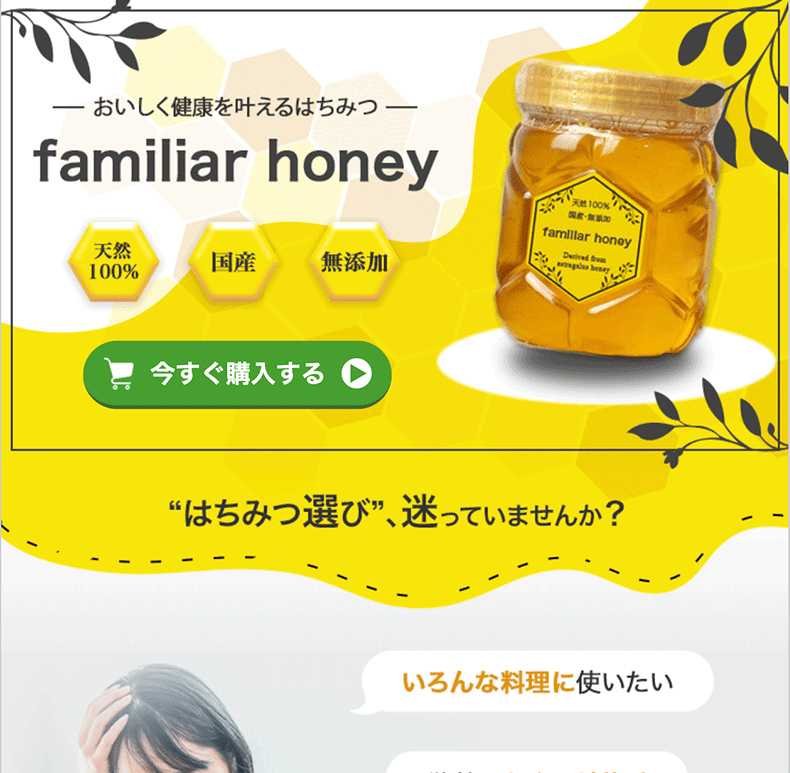 おいしく健康を叶えるはちみつ
familiar honey
天然
100%
国産
無添加
天然100%
国産・無添加
familiar honey
Derived from
astragalus honey
今すぐ購入する
“はちみつ選び”、迷っていませんか？
いろんな料理に使いたい